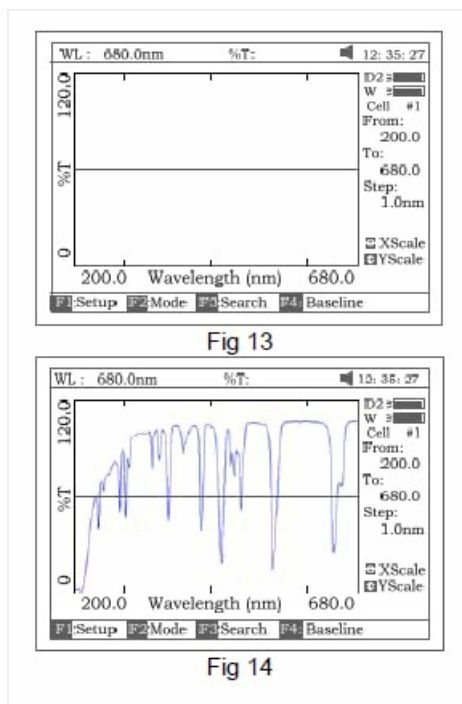 WL : 680.0nm %T: 12: 35: 27
120.0
%T
0
D2
W
Cell #1
From:
200.0
To:
680.0
Step:
1.0nm
XScale
YScale
200.0 Wavelength (nm) 680.0
F1:Setup F2:Mode F3:Search F4: Baseline
Fig 13
WL : 680.0nm %T: 12: 35: 27
120.0
%T
0
D2
W
Cell #1
From:
200.0
To:
680.0
Step:
1.0nm
XScale
YScale
200.0 Wavelength (nm) 680.0
F1:Setup F2:Mode F3:Search F4: Baseline
Fig 14